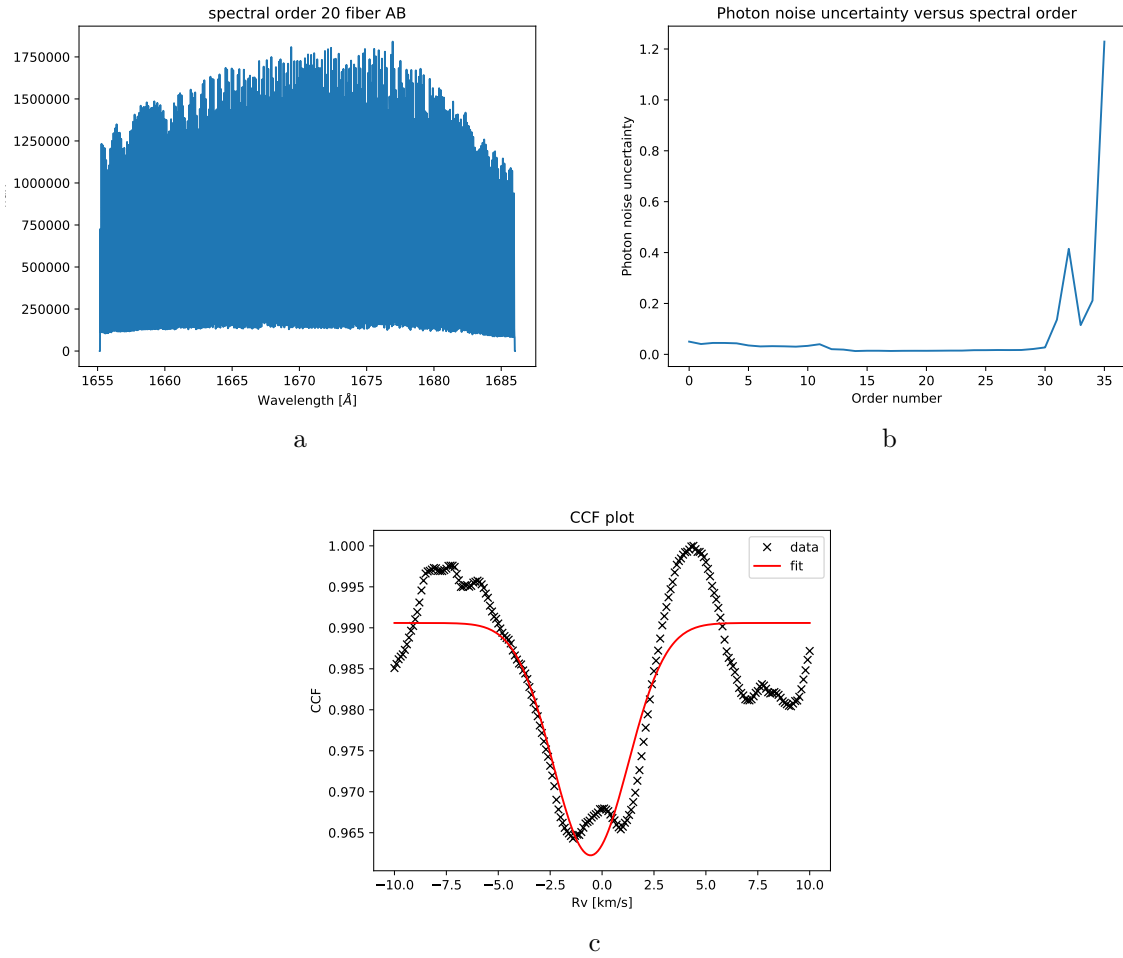 spectral order 20 fiber AB
1750000
1500000
1250000
1000000
750000
500000
250000
0
1655 1660 1665 1670 1675 1680 1685
Wavelength [Å]
a
Photon noise uncertainty versus spectral order
Photon noise uncertainty
1.2
1.0
0.8
0.6
0.4
0.2
0.0
0 5 10 15 20 25 30 35
Order number
b
CCF plot
CCF
1.000
0.995
0.990
0.985
0.980
0.975
0.970
0.965
data
fit
−10.0 −7.5 −5.0 −2.5 0.0 2.5 5.0 7.5 10.0
Rv [km/s]
c